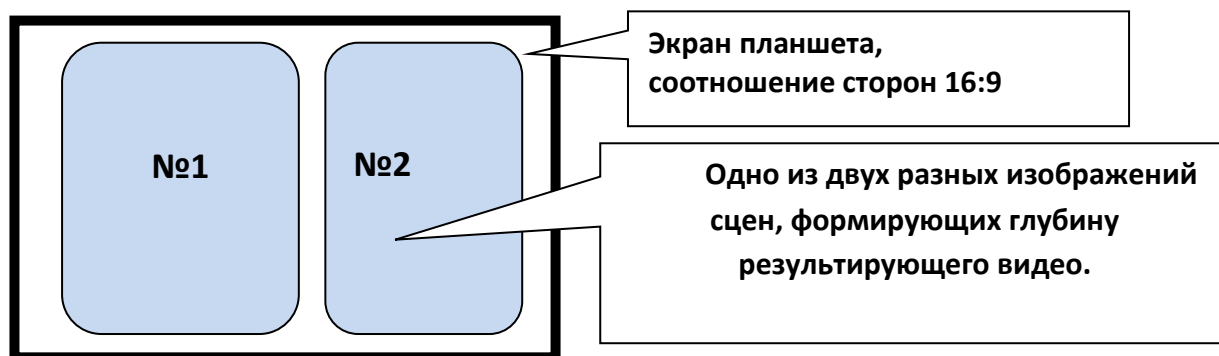 Экран планшета,
соотношение сторон 16:9
№1
№2
Одно из двух разных изображений
сцен, формирующих глубину
результирующего видео.